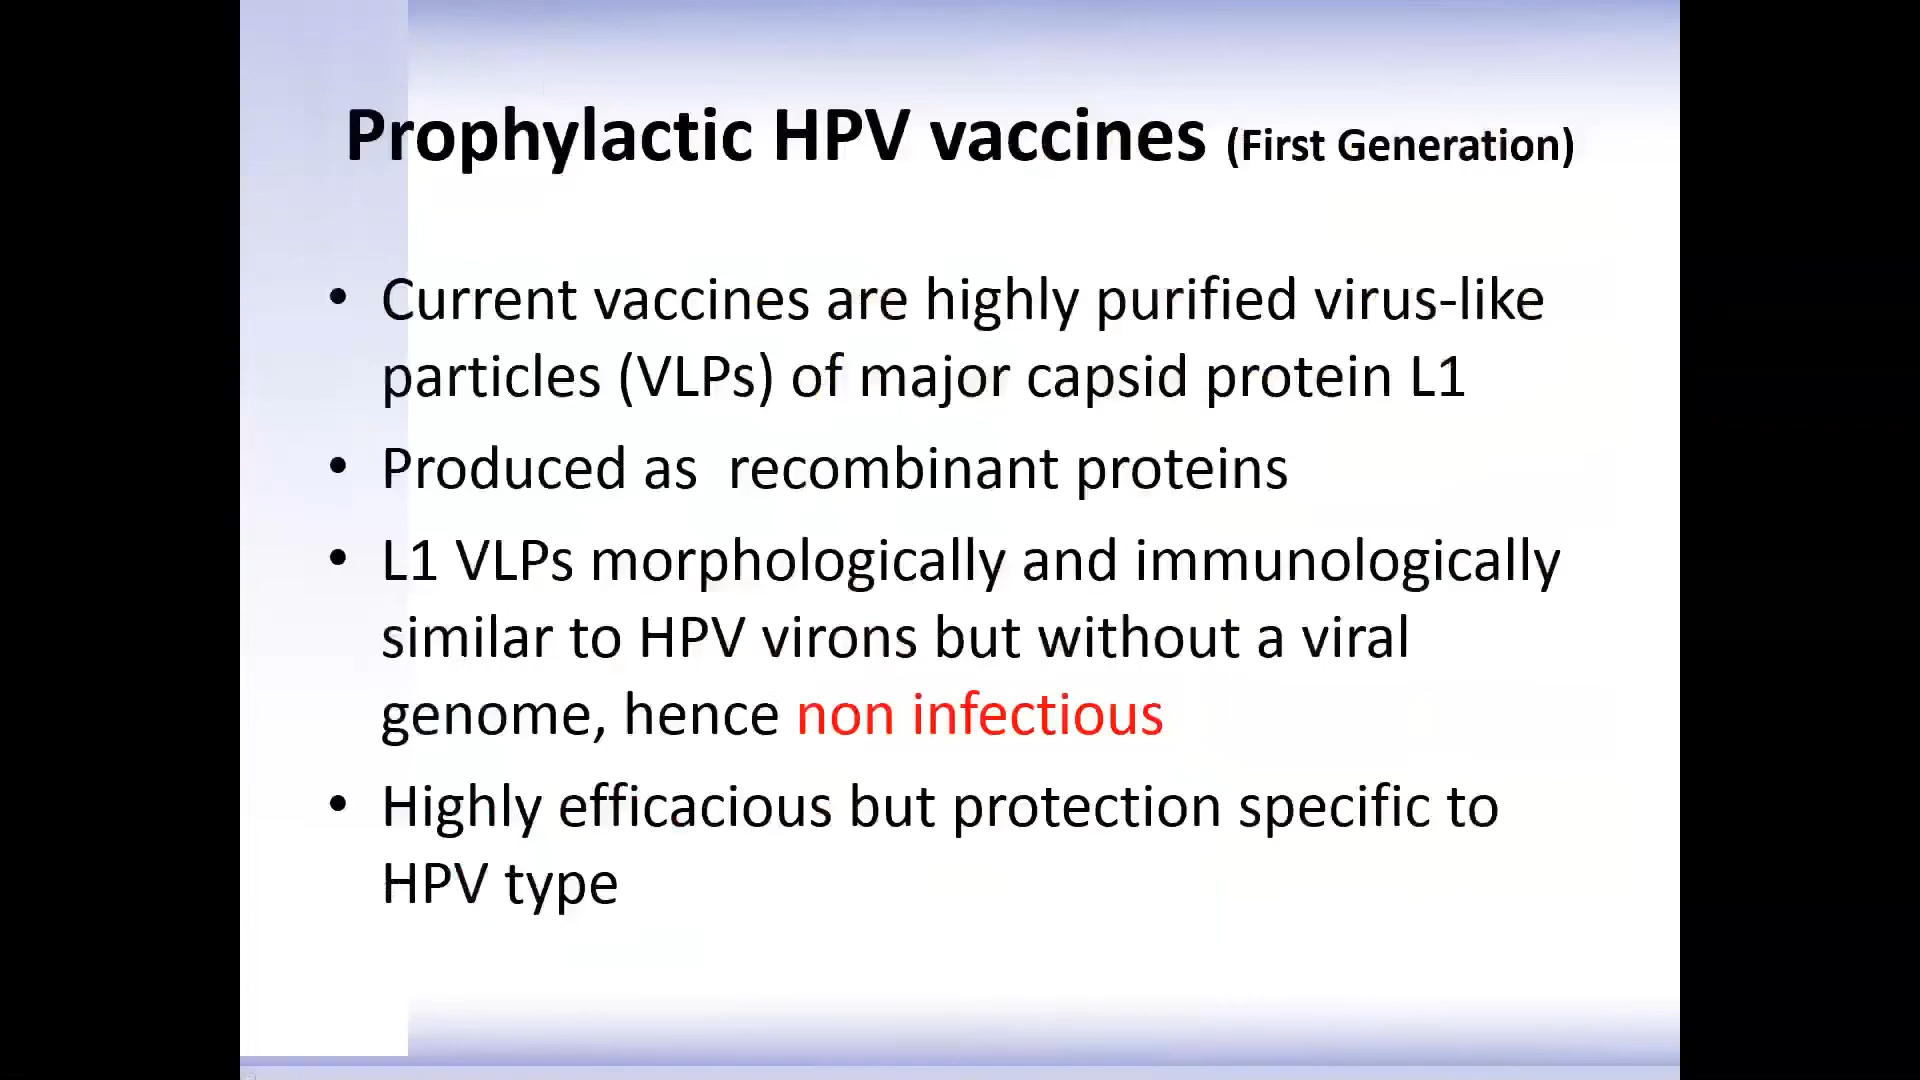 Prophylactic HPV vaccines (First Generation)
• Current vaccines are highly purified virus-like
particles (VLPs) of major capsid protein L1
• Produced as  recombinant proteins
• L1 VLPs morphologically and immunologically
similar to HPV virons but without a viral
genome, hence non infectious
• Highly efficacious but protection specific to
HPV type